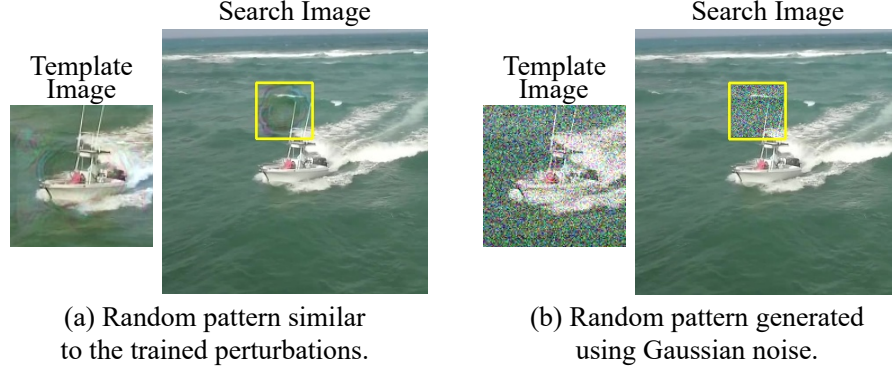 Search Image
Template
Image
(a) Random pattern similar
to the trained perturbations.
Search Image
Template
Image
(b) Random pattern generated
using Gaussian noise.